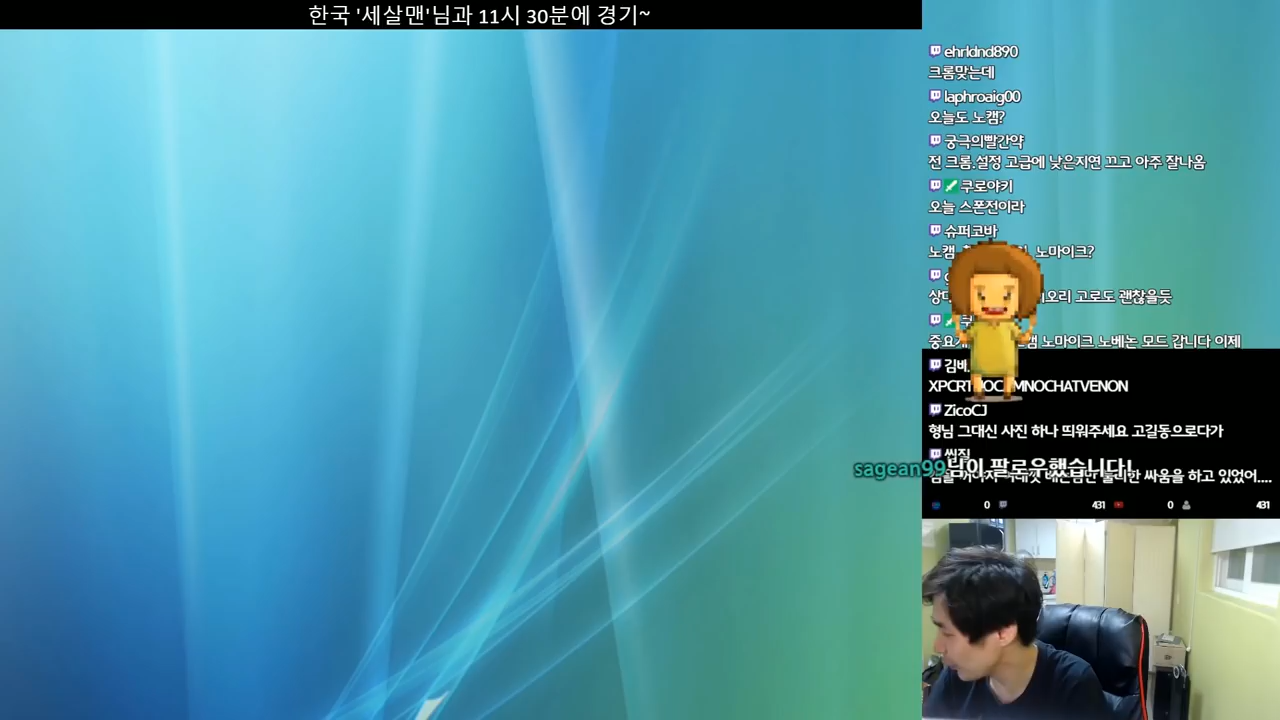 한국 '세살맨'님과 11시 30분에 경기~
ehrldnd890
크롬맞는데
laphroaig00
오늘도 노캠?
궁극의빨간약
전 크롬.설정 고급에 낮은지연 끄고 아주 잘나옴
쿠로야키
오늘 스폰전이라
슈퍼코바
노캠 노마이크?
오리 고로도 괜찮을듯
노마이크 노베논 모드 갑니다 이제
XPCRT MNOCHATVENON
ZicoCJ
형님 그대신 사진 하나 띄워주세요 고길동으로다가
씹질
sagean99님이 팔로우했습니다!
싸움을 하고 있었어....
0 431 0 431